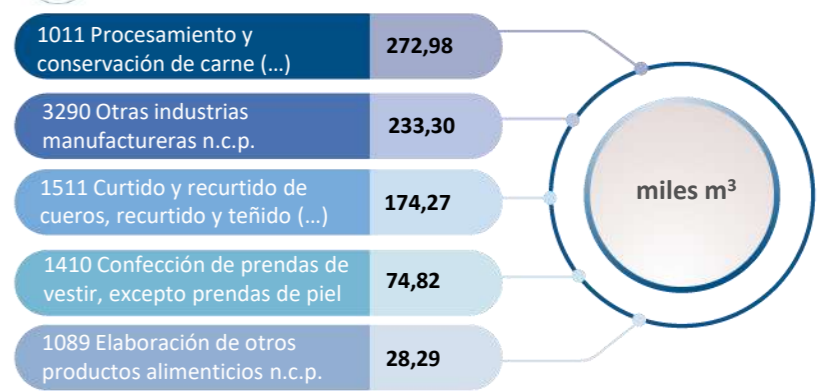 1011 Procesamiento y
conservación de carne (...)
272,98
3290 Otras industrias
manufactureras n.c.p.
233,30
1511 Curtido y recurtido de
cueros, recurtido y teñido (...)
174,27
1410 Confección de prendas de
vestir, excepto prendas de piel
74,82
1089 Elaboración de otros
productos alimenticios n.c.p.
28,29
miles m³